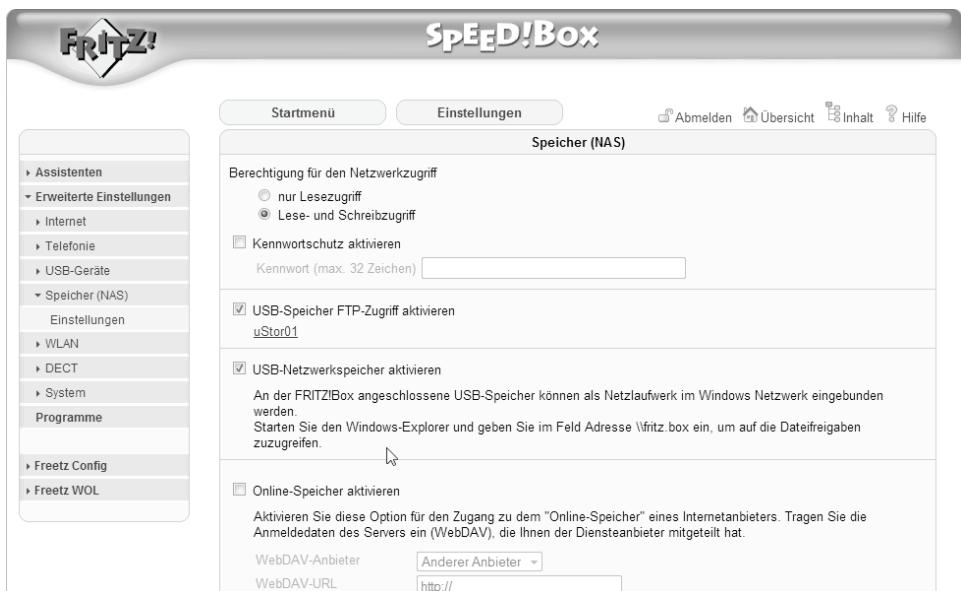 FRITZ!
SPEED!BOX
Startmenü
Einstellungen
Abmelden
Übersicht
Inhalt
Hilfe
Assistenten
Erweiterte Einstellungen
Internet
Telefonie
USB-Geräte
Speicher (NAS)
Einstellungen
WLAN
DECT
System
Programme
Freetz Config
Freetz WOL
Speicher (NAS)
Berechtigung für den Netzwerkzugriff
nur Lesezugriff
Lese- und Schreibzugriff
Kennwortschutz aktivieren
Kennwort (max. 32 Zeichen)
USB-Speicher FTP-Zugriff aktivieren
uStor01
USB-Netzwerkspeicher aktivieren
An der FRITZ!Box angeschlossene USB-Speicher können als Netzlaufwerk im Windows Netzwerk eingebunden
werden.
Starten Sie den Windows-Explorer und geben Sie im Feld Adresse \\fritz.box ein, um auf die Dateifreigaben
zuzugreifen.
Online-Speicher aktivieren
Aktivieren Sie diese Option für den Zugang zu dem "Online-Speicher" eines Internetanbieters. Tragen Sie die
Anmeldedaten des Servers ein (WebDAV), die Ihnen der Diensteanbieter mitgeteilt hat.
WebDAV-Anbieter
Anderer Anbieter
WebDAV-URL
http://